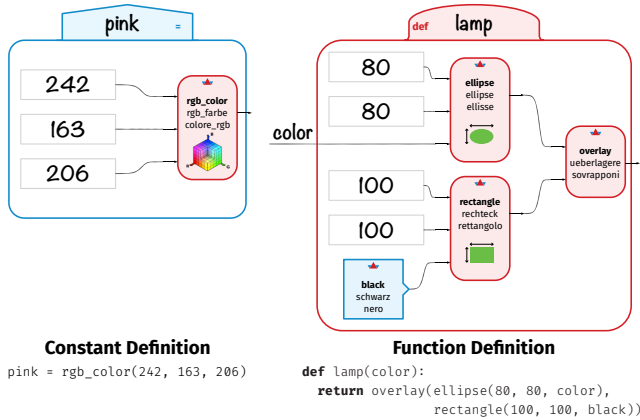 pink =
242
163
206
rgb_color
rgb_farbe
colore_rgb
R
G
B
def lamp
80
80
color
ellipse
ellipse
ellisse
100
100
rectangle
rechteck
rettangolo
black
schwarz
nero
overlay
ueberlagere
sovrapponi
Constant Definition
pink = rgb_color(242, 163, 206)
Function Definition
def lamp(color):
return overlay(ellipse(80, 80, color),
rectangle(100, 100, black))